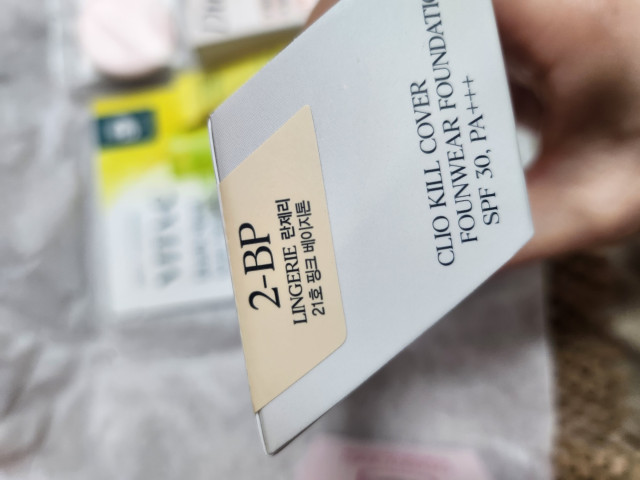 2-BP
LINGERIE 란제리
21호 핑크 베이지톤
CLIO KILL COVER
FOUNWEAR FOUNDATIO
SPF 30, PA+++